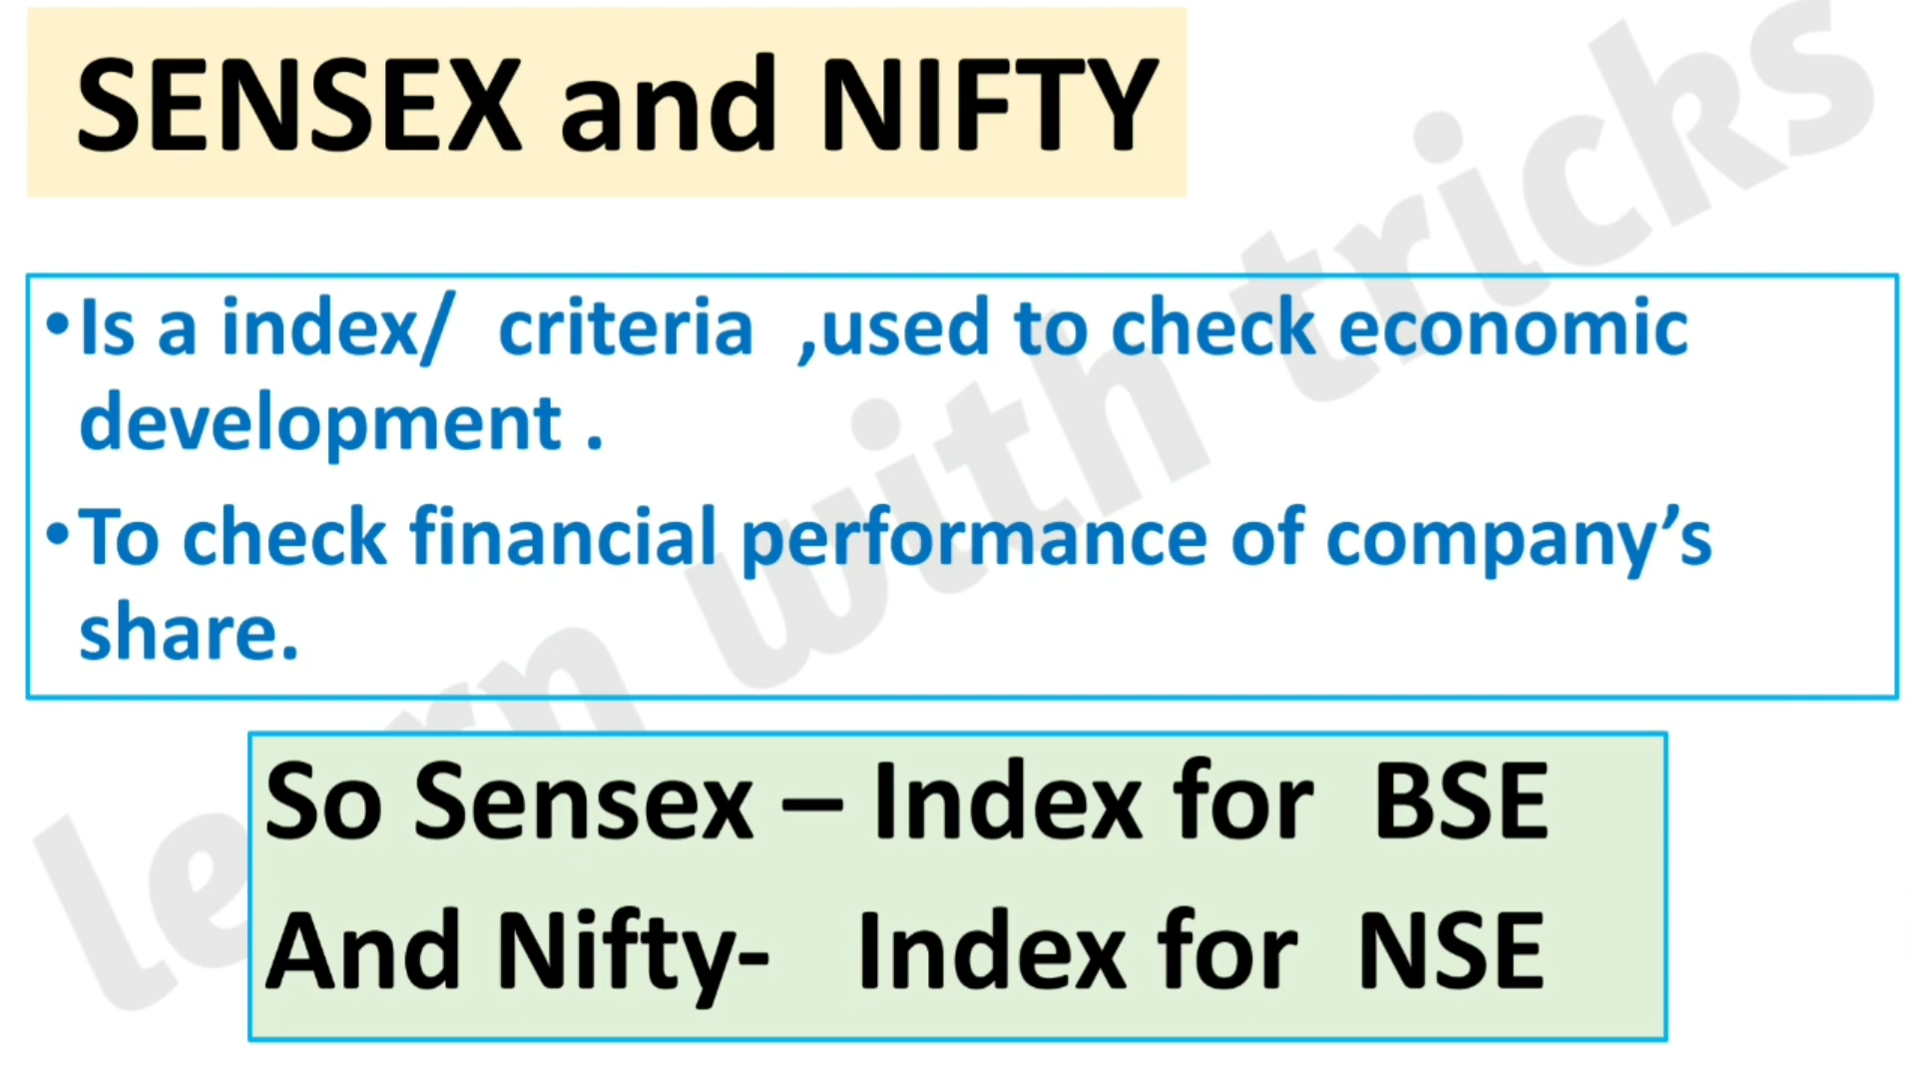 SENSEX and NIFTY
•Is a index/ criteria ,used to check economic
development .
•To check financial performance of company’s
share.
So Sensex – Index for BSE
And Nifty- Index for NSE
learn with tricks